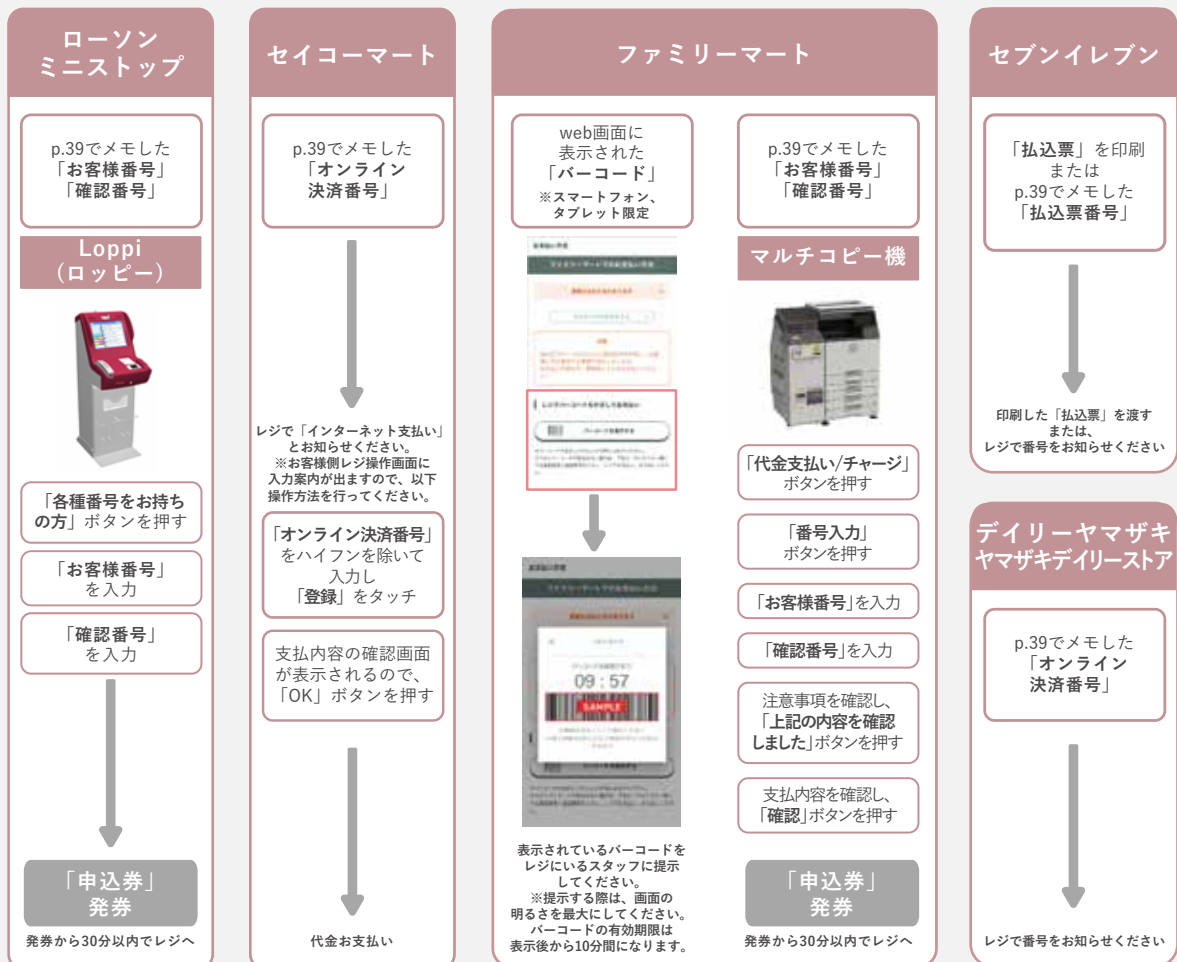 ローソン
ミニストップ
p.39でメモした
「お客様番号」
「確認番号」
Loppi
（ロッピー）
「各種番号をお持ち
の方」ボタンを押す
「お客様番号」
を入力
「確認番号」
を入力
「申込券」
発券
発券から30分以内でレジへ
セイコーマート
p.39でメモした
「オンライン
決済番号」
レジで「インターネット支払い」
とお知らせください。
※お客様側レジ操作画面に
入力案内が出ますので、以下
操作方法を行ってください。
「オンライン決済番号」
をハイフンを除いて
入力し
「登録」をタッチ
支払内容の確認画面
が表示されるので、
「OK」ボタンを押す
代金お支払い
ファミリーマート
web画面に
表示された
「バーコード」
※スマートフォン、
タブレット限定
09：57
SAMPLE
表示されているバーコードを
レジにいるスタッフに提示
してください。
※提示する際は、画面の
明るさを最大にしてください。
バーコードの有効期限は
表示後から10分間になります。
p.39でメモした
「お客様番号」
「確認番号」
マルチコピー機
「代金支払い/チャージ」
ボタンを押す
「番号入力」
ボタンを押す
「お客様番号」を入力
「確認番号」を入力
注意事項を確認し、
「上記の内容を確認
しました」ボタンを押す
支払内容を確認し、
「確認」ボタンを押す
「申込券」
発券
発券から30分以内でレジへ
セブンイレブン
「払込票」を印刷
または
p.39でメモした
「払込票番号」
印刷した「払込票」を渡す
または、
レジで番号をお知らせください
デイリーヤマザキ
ヤマザキデイリーストア
p.39でメモした
「オンライン
決済番号」
レジで番号をお知らせください